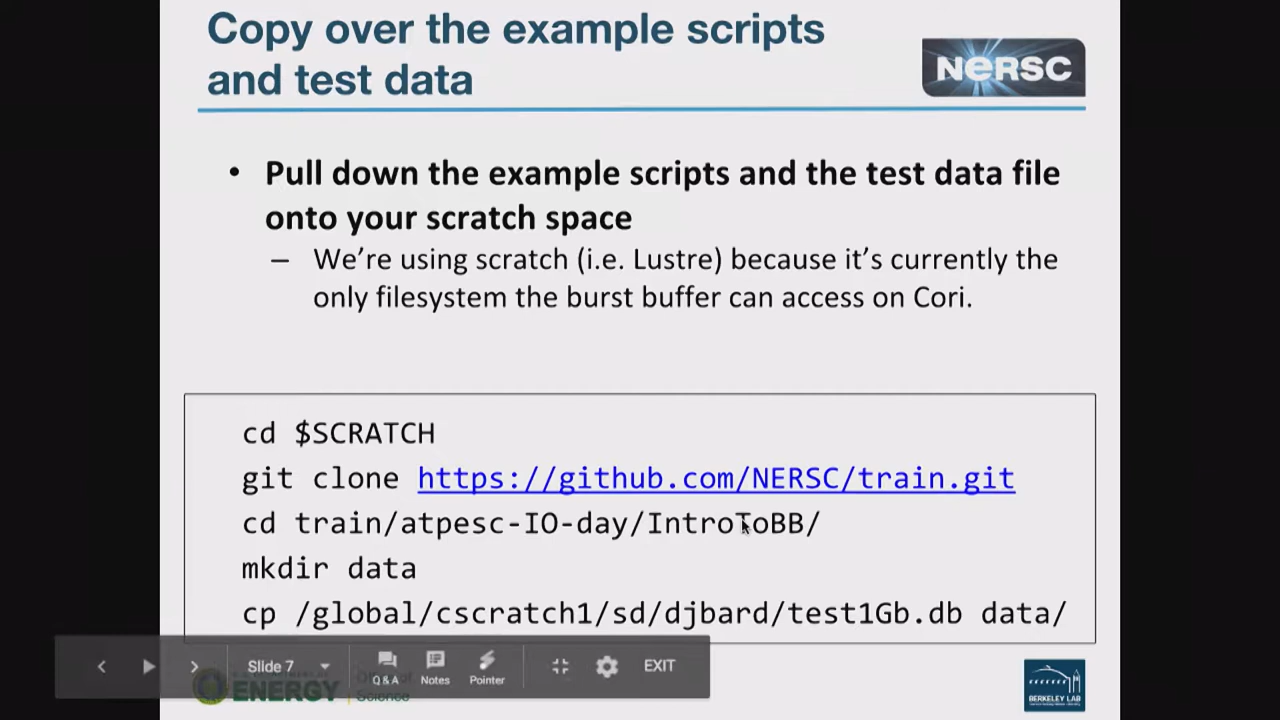 Copy over the example scripts
and test data
NERSC
• Pull down the example scripts and the test data file
onto your scratch space
– We’re using scratch (i.e. Lustre) because it’s currently the
only filesystem the burst buffer can access on Cori.
cd $SCRATCH
git clone https://github.com/NERSC/train.git
cd train/atpesc-IO-day/IntroToBB/
mkdir data
cp /global/cscratch1/sd/djbard/test1Gb.db data/
Slide 7
Q & A
Notes
Pointer
EXIT
ENERGY
Science
BERKELEY LAB